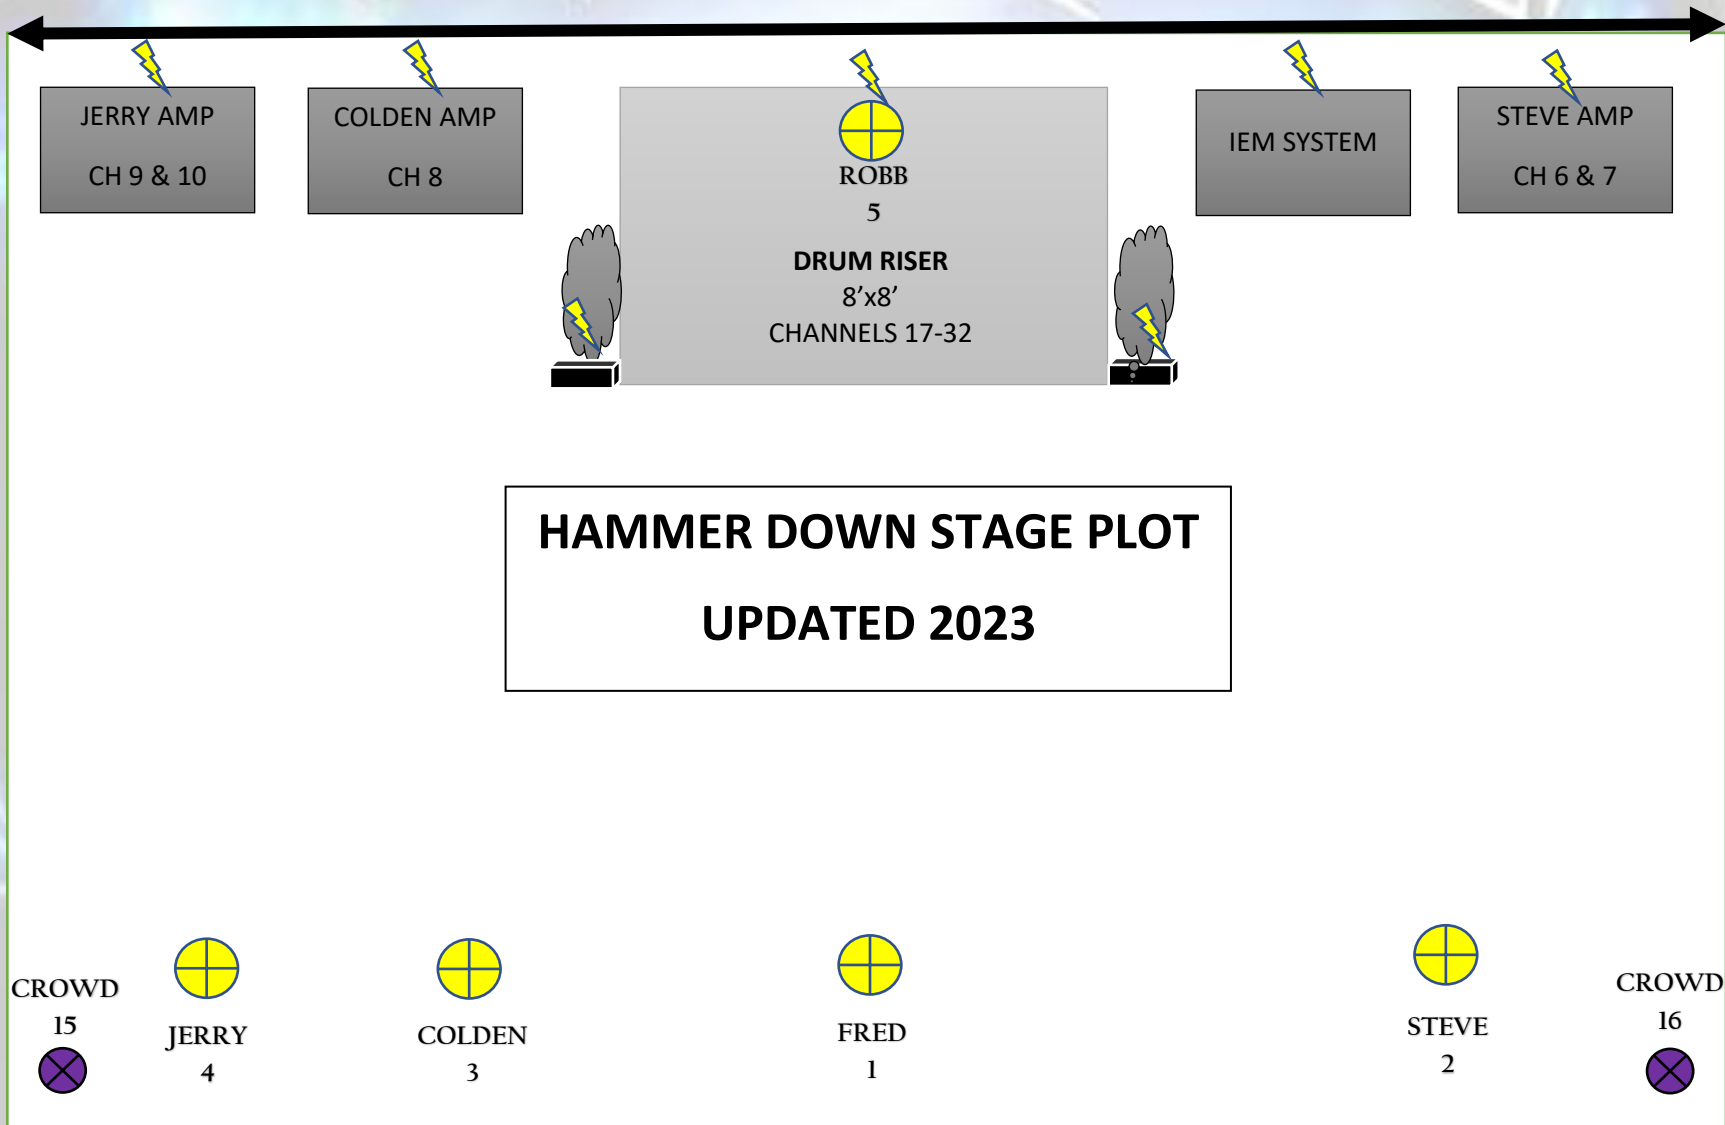 JERRY AMP
CH 9 & 10
COLDEN AMP
CH 8
ROBB
5
DRUM RISER
8’x8’
CHANNELS 17-32
IEM SYSTEM
STEVE AMP
CH 6 & 7
HAMMER DOWN STAGE PLOT
UPDATED 2023
CROWD
15
JERRY
4
COLDEN
3
FRED
1
STEVE
2
CROWD
16